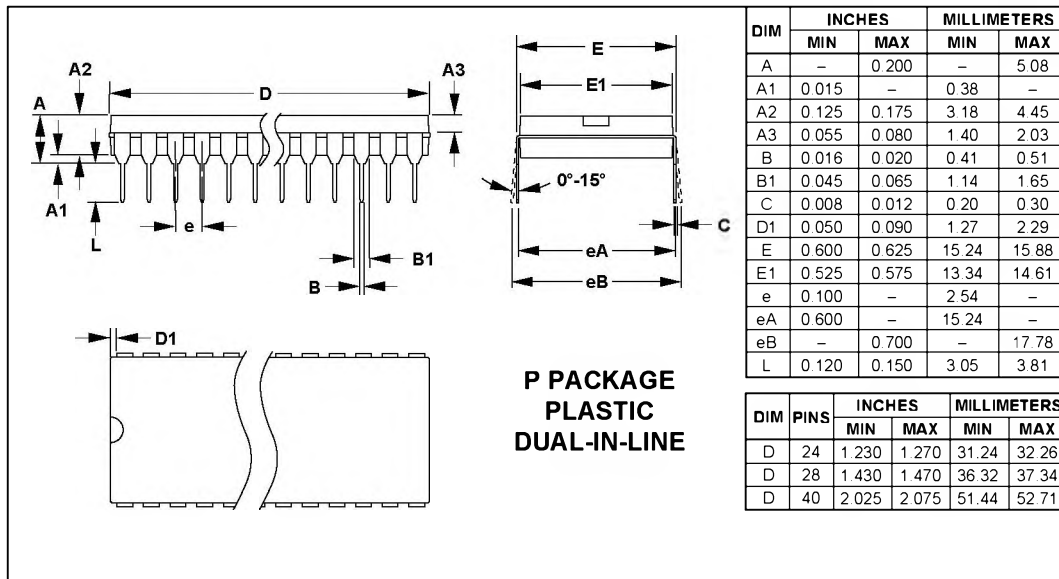 A2
A3
A
D
A1
L
e
B
B1
E
E1
0°-15°
C
eA
eB
D1
P PACKAGE
PLASTIC
DUAL-IN-LINE
DIM INCHES MILLIMETERS
MIN MAX MIN MAX
A – 0.200 – 5.08
A1 0.015 – 0.38 –
A2 0.125 0.175 3.18 4.45
A3 0.055 0.080 1.40 2.03
B 0.016 0.020 0.41 0.51
B1 0.045 0.065 1.14 1.65
C 0.008 0.012 0.20 0.30
D1 0.050 0.090 1.27 2.29
E 0.600 0.625 15.24 15.88
E1 0.525 0.575 13.34 14.61
e 0.100 – 2.54 –
eA 0.600 – 15.24 –
eB – 0.700 – 17.78
L 0.120 0.150 3.05 3.81
DIM PINS INCHES MILLIMETERS
MIN MAX MIN MAX
D 24 1.230 1.270 31.24 32.26
D 28 1.430 1.470 36.32 37.34
D 40 2.025 2.075 51.44 52.71